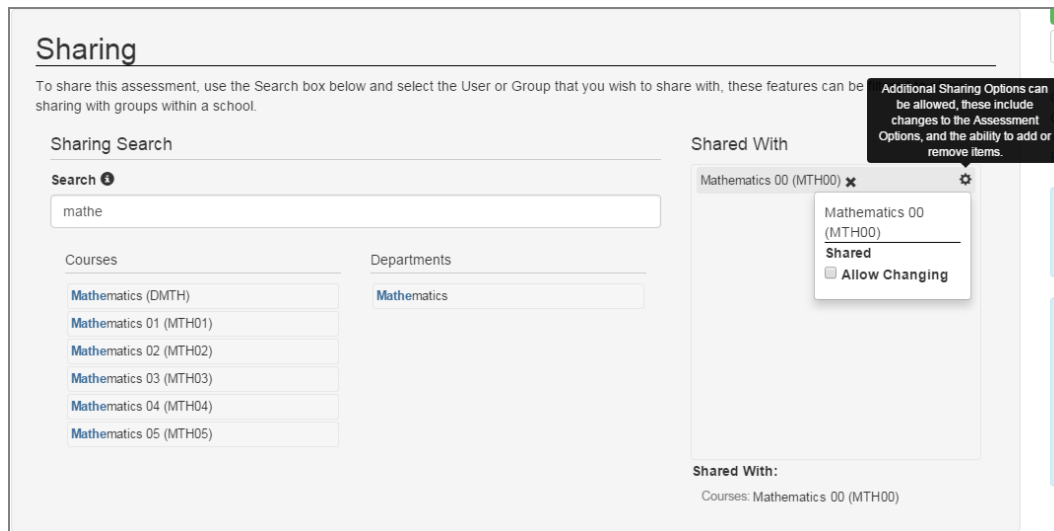 Sharing
To share this assessment, use the Search box below and select the User or Group that you wish to share with, these features can be
sharing with groups within a school.
Additional Sharing Options can
be allowed, these include
changes to the Assessment
Options, and the ability to add or
remove items.
Sharing Search
Search
mathe
Courses
Mathematics (DMTH)
Mathematics 01 (MTH01)
Mathematics 02 (MTH02)
Mathematics 03 (MTH03)
Mathematics 04 (MTH04)
Mathematics 05 (MTH05)
Departments
Mathematics
Shared With
Mathematics 00 (MTH00)
Mathematics 00
(MTH00)
Shared
Allow Changing
Shared With:
Courses: Mathematics 00 (MTH00)